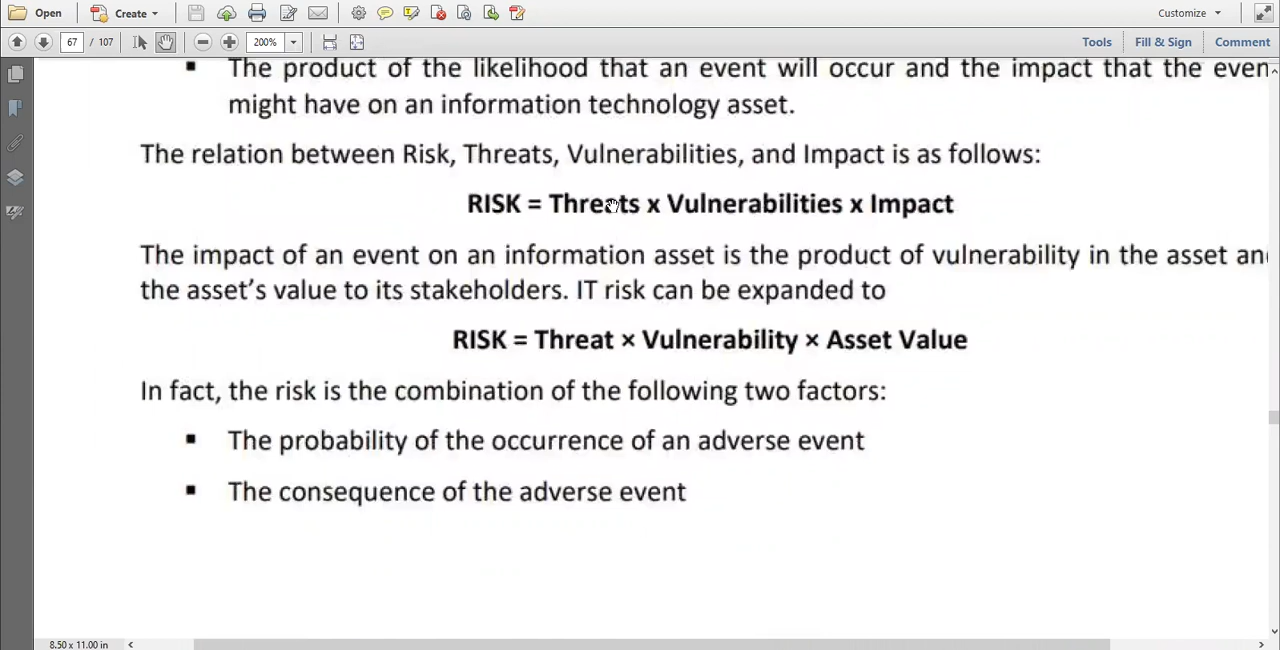 Open
Create
Customize
67 / 107
200%
Tools
Fill & Sign
Comment
▪ The product of the likelihood that an event will occur and the impact that the even
might have on an information technology asset.
The relation between Risk, Threats, Vulnerabilities, and Impact is as follows:
RISK = Threats x Vulnerabilities x Impact
The impact of an event on an information asset is the product of vulnerability in the asset an
the asset’s value to its stakeholders. IT risk can be expanded to
RISK = Threat × Vulnerability × Asset Value
In fact, the risk is the combination of the following two factors:
▪ The probability of the occurrence of an adverse event
▪ The consequence of the adverse event
8.50 x 11.00 in